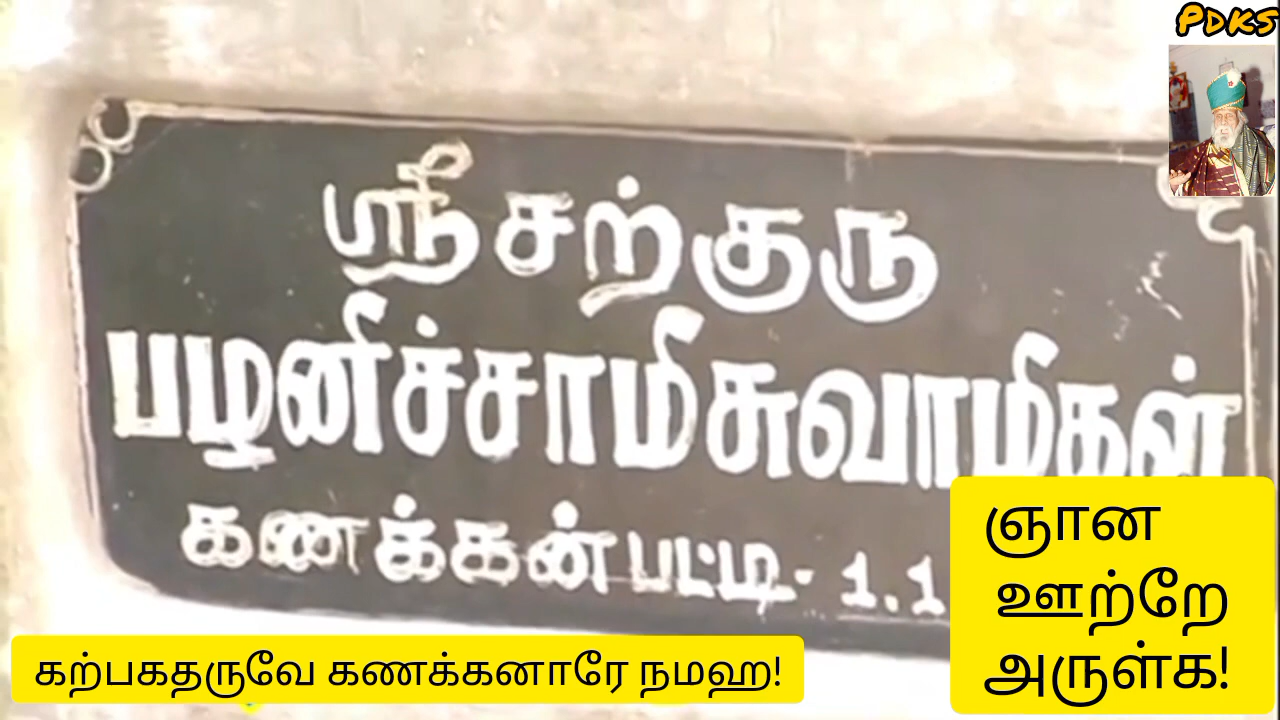 PDKS
ஸ்ரீ சற்குரு
பழனிச்சாமிசுவாமிகள்
கணக்கன்பட்டி - 1.1
ஞான
ஊற்றே
அருள்க!
கற்பகதருவே கணக்கனாரே நமஹ!